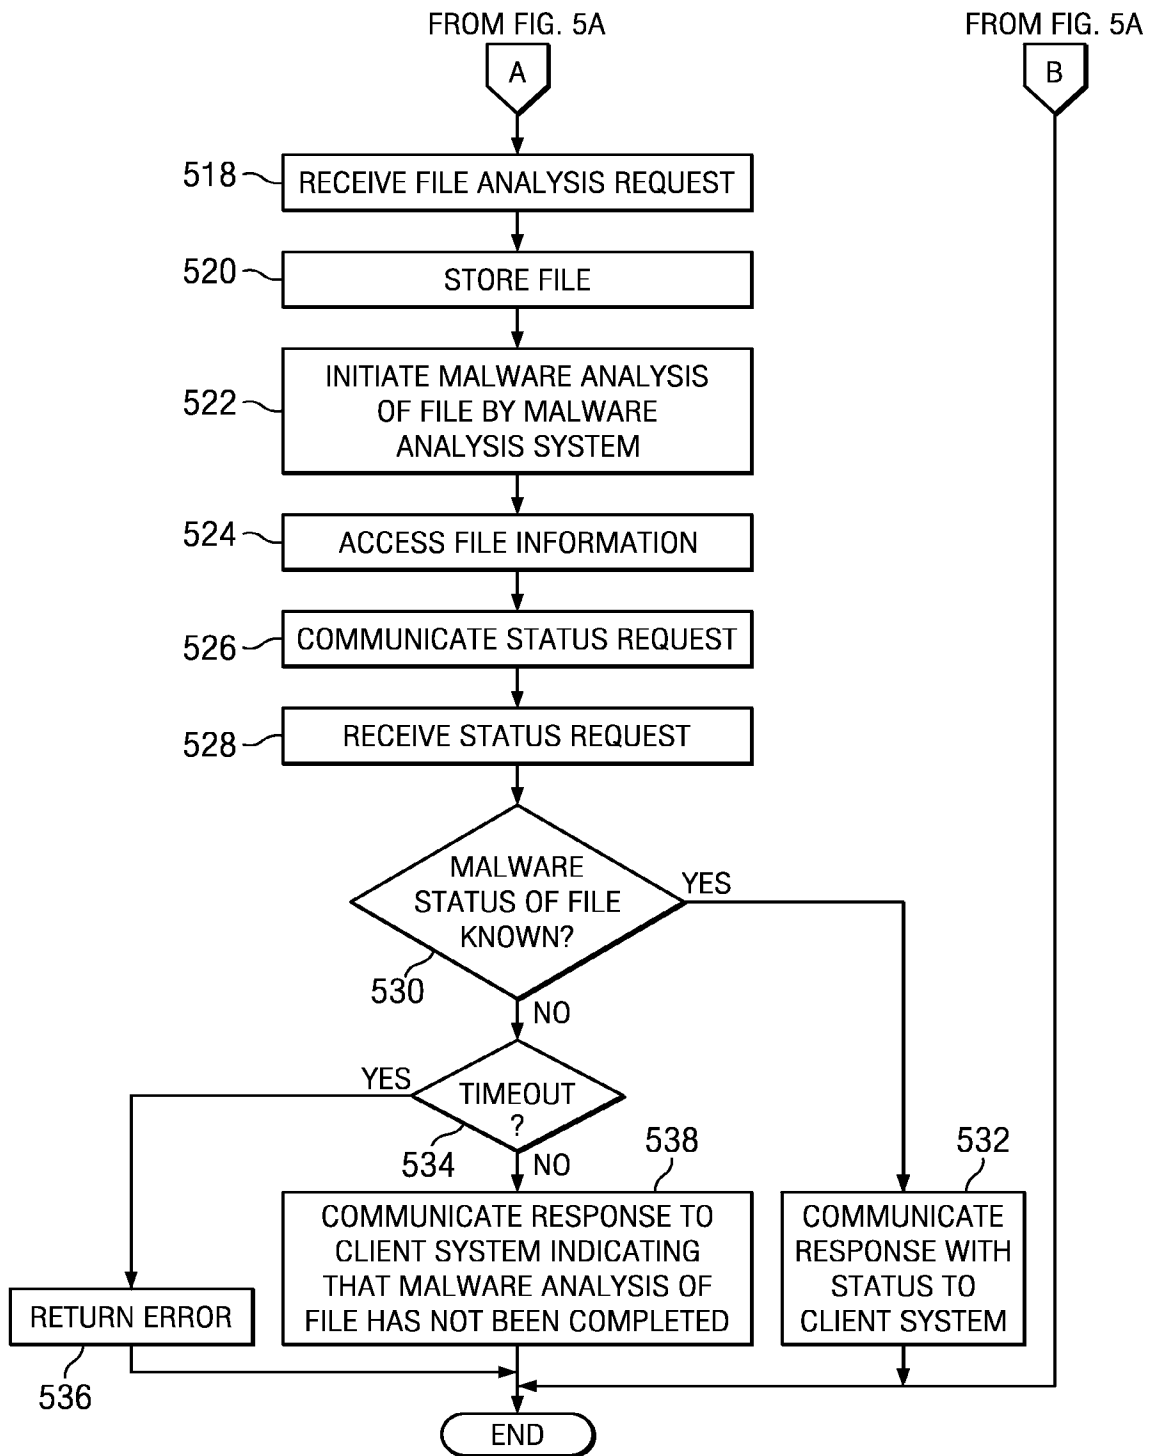 FROM FIG. 5A
FROM FIG. 5A
A
B
518
RECEIVE FILE ANALYSIS REQUEST
520
STORE FILE
522
INITIATE MALWARE ANALYSIS
OF FILE BY MALWARE
ANALYSIS SYSTEM
524
ACCESS FILE INFORMATION
526
COMMUNICATE STATUS REQUEST
528
RECEIVE STATUS REQUEST
MALWARE
STATUS OF FILE
KNOWN?
YES
530
NO
YES
TIMEOUT
?
534
NO
538
532
COMMUNICATE RESPONSE TO
CLIENT SYSTEM INDICATING
THAT MALWARE ANALYSIS OF
FILE HAS NOT BEEN COMPLETED
COMMUNICATE
RESPONSE WITH
STATUS TO
CLIENT SYSTEM
RETURN ERROR
536
END